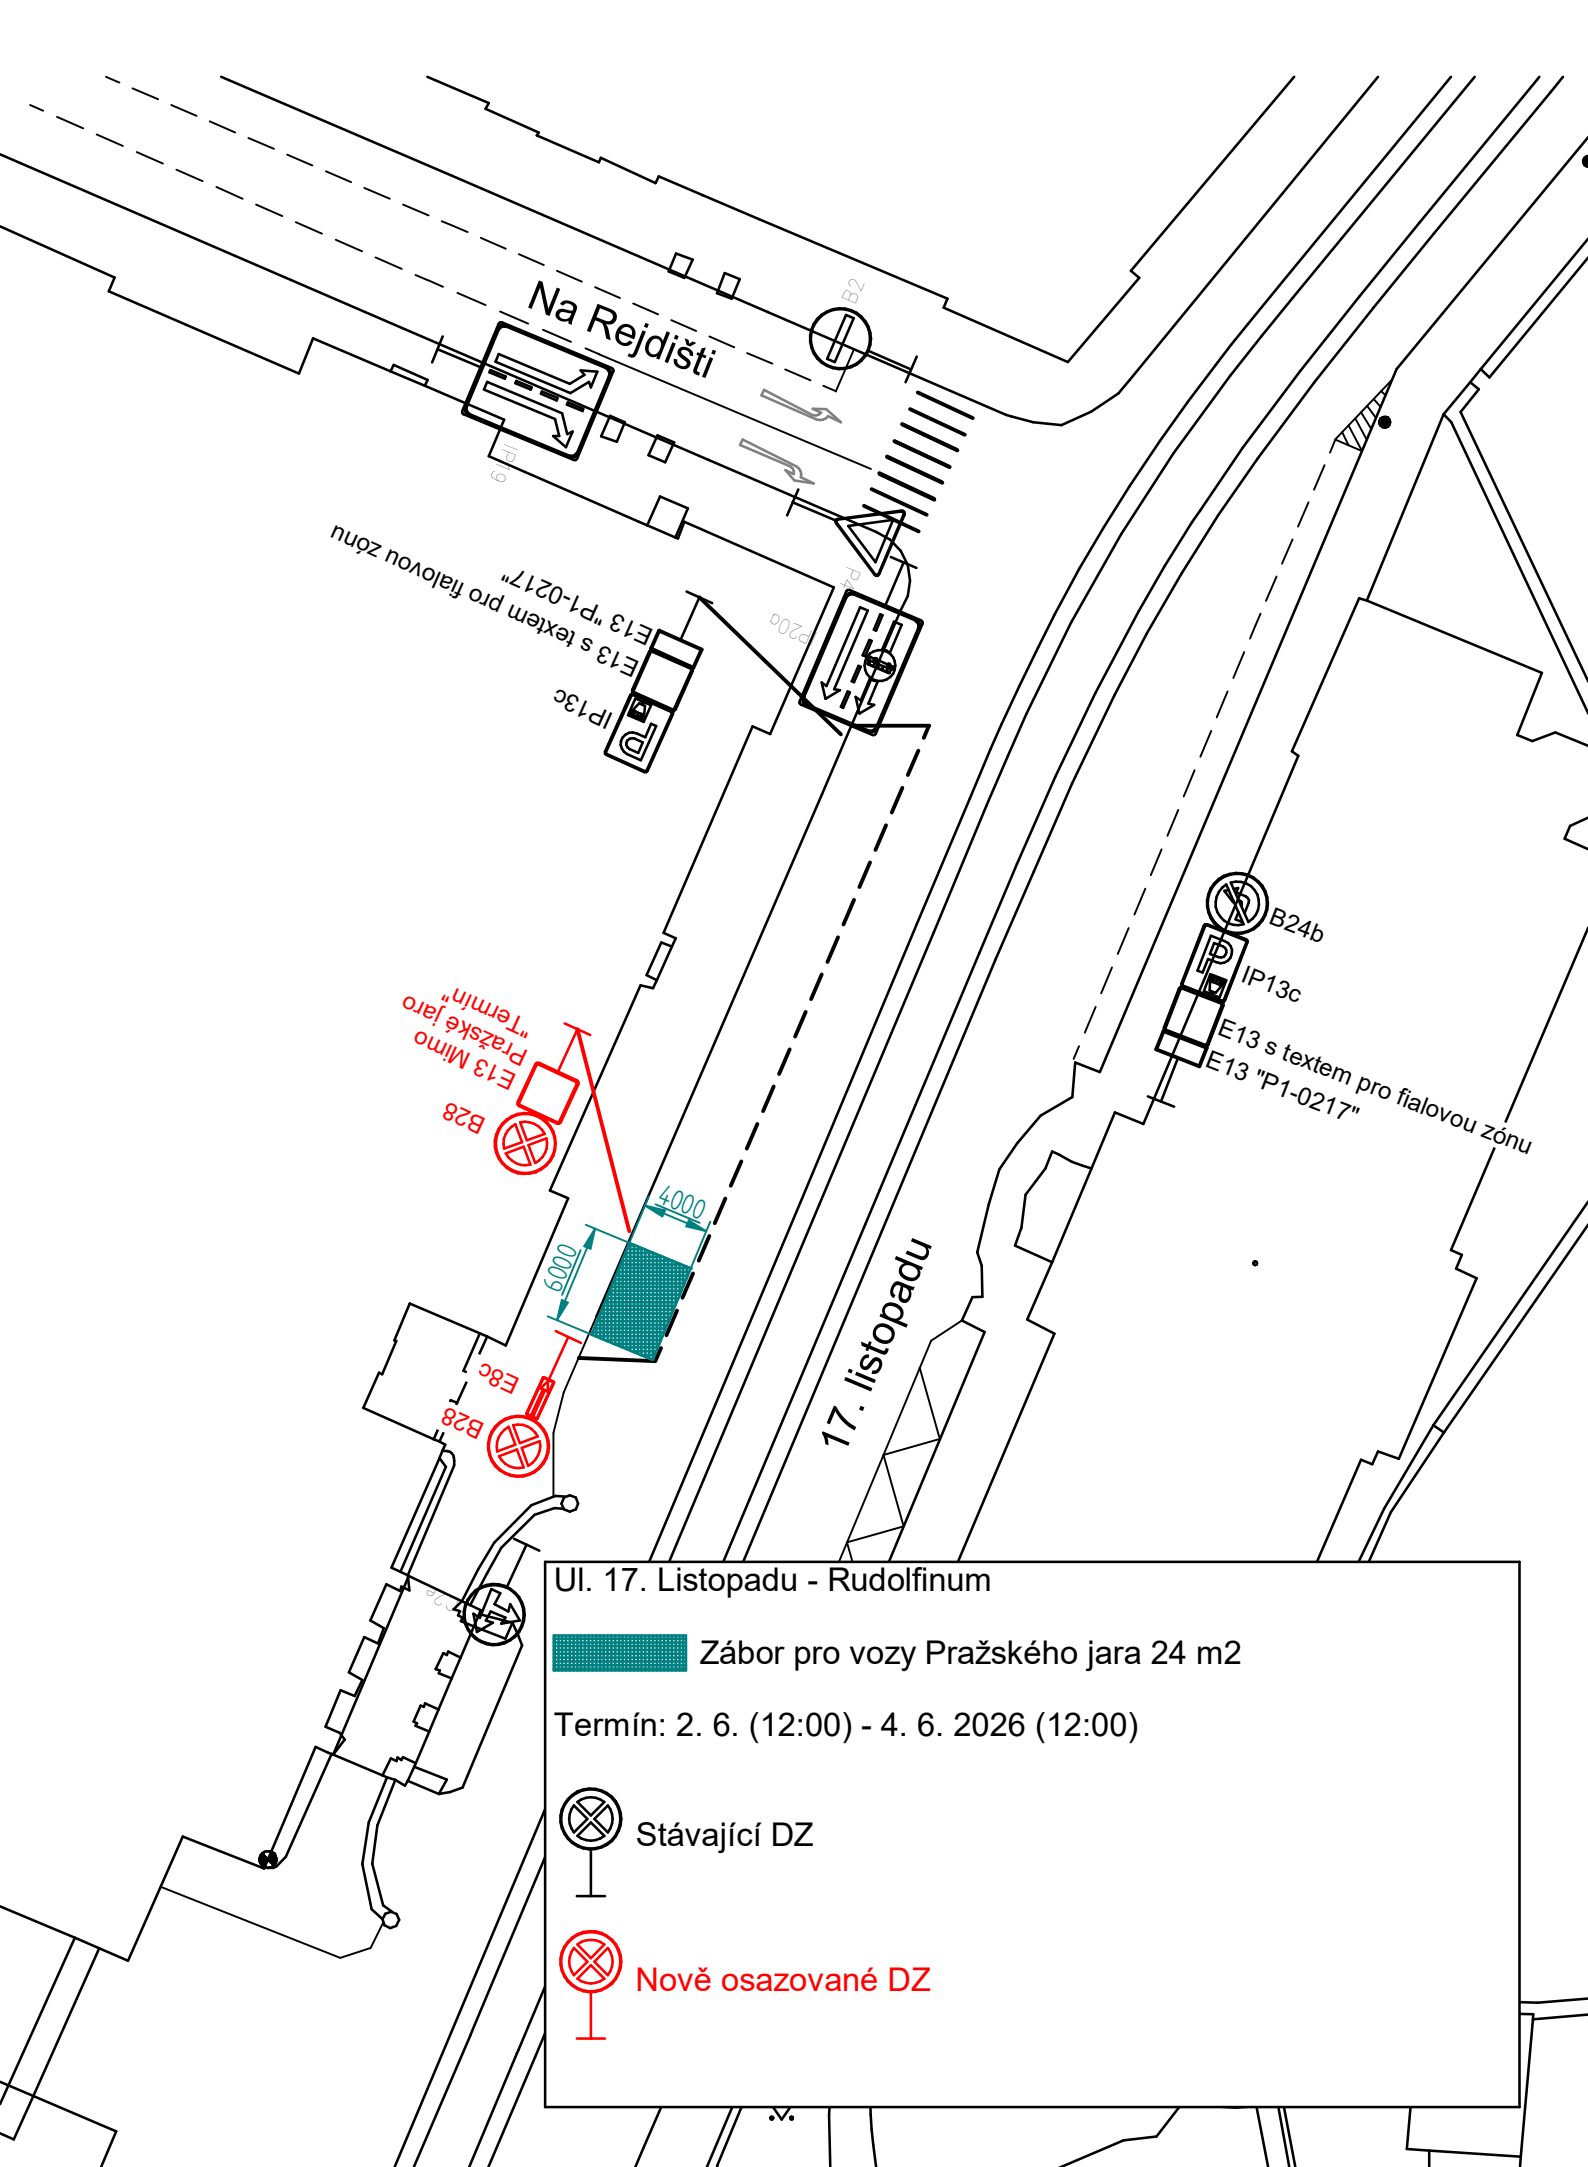 B2
Na Rejdišti
IP19
P4
E13 "P1-0217"
E13 s textem pro fialovou zónu
IP13c
P20a
B24b
IP13c
E13 s textem pro fialovou zónu
E13 "P1-0217"
E13 Mimo
Pražské jaro
"Termín"
B28
4000
6000
E8c
B28
17. listopadu
Ul. 17. Listopadu - Rudolfinum
Zábor pro vozy Pražského jara 24 m2
Termín: 2. 6. (12:00) - 4. 6. 2026 (12:00)
Stávající DZ
Nově osazované DZ